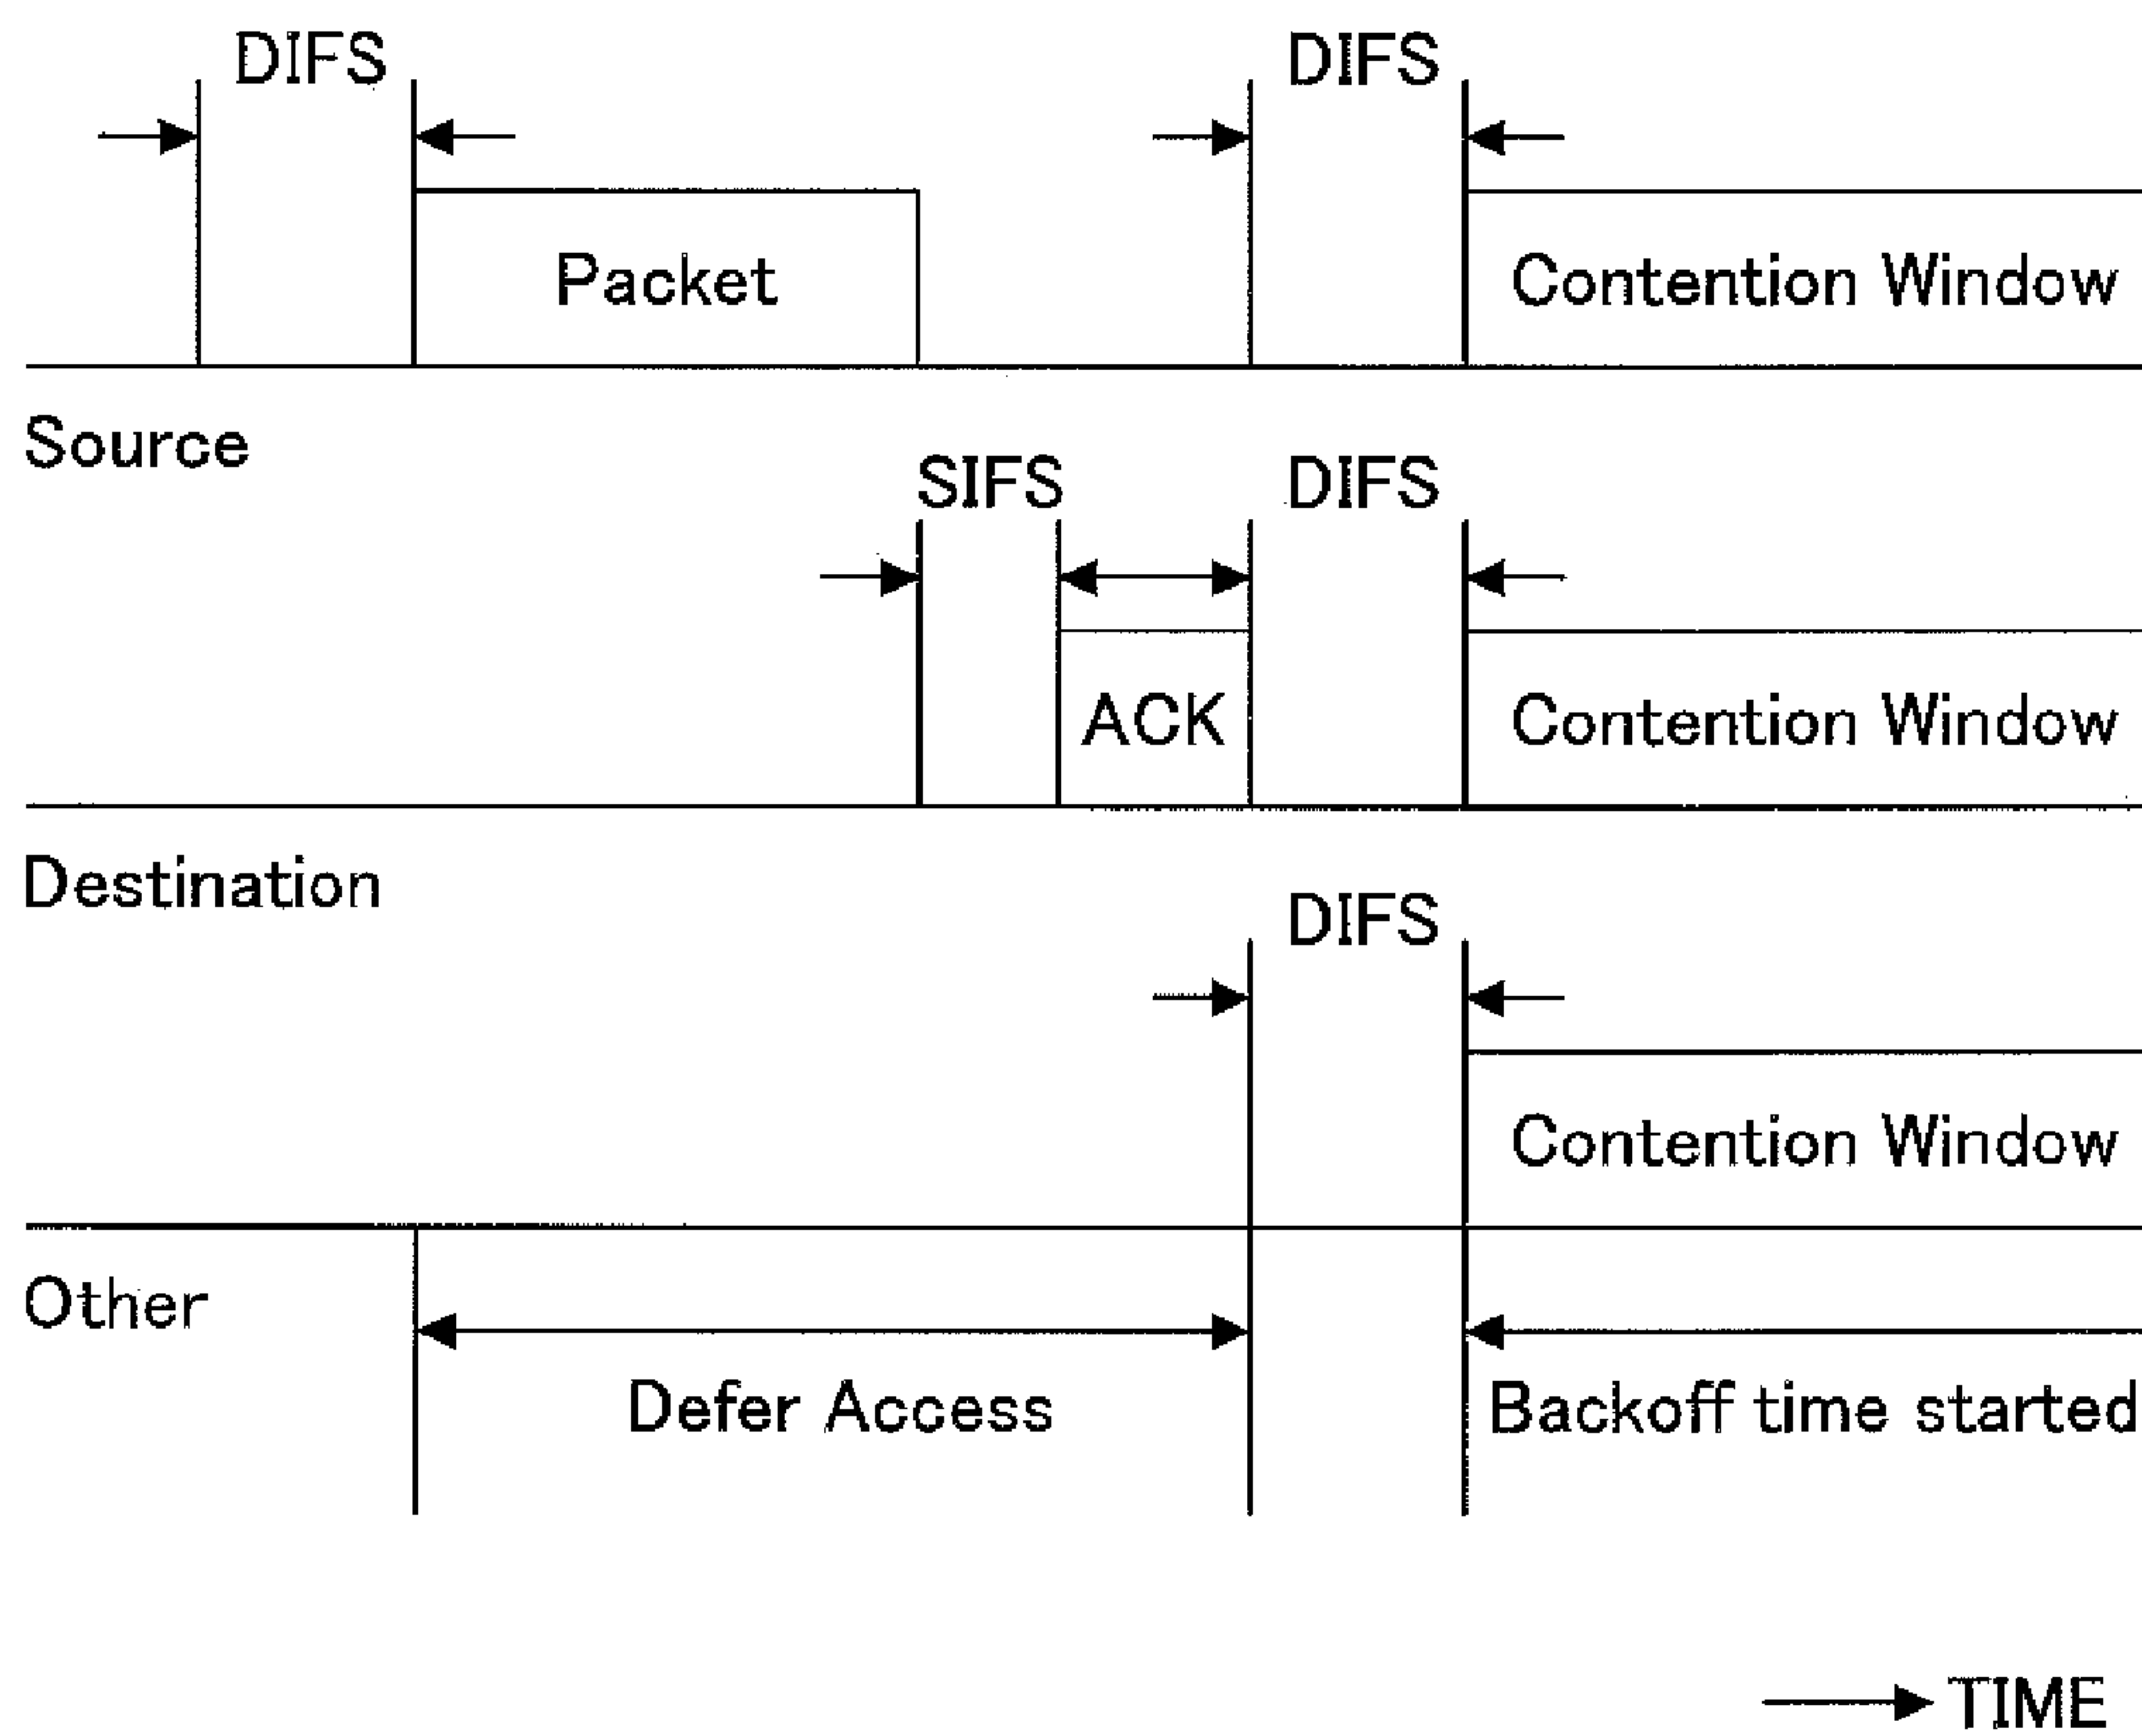 DIFS DIFS
Packet Contention Window
Source
SIFS DIFS
ACK Contention Window
Destination
DIFS
Contention Window
Other
Defer Access Backoff time started
TIME